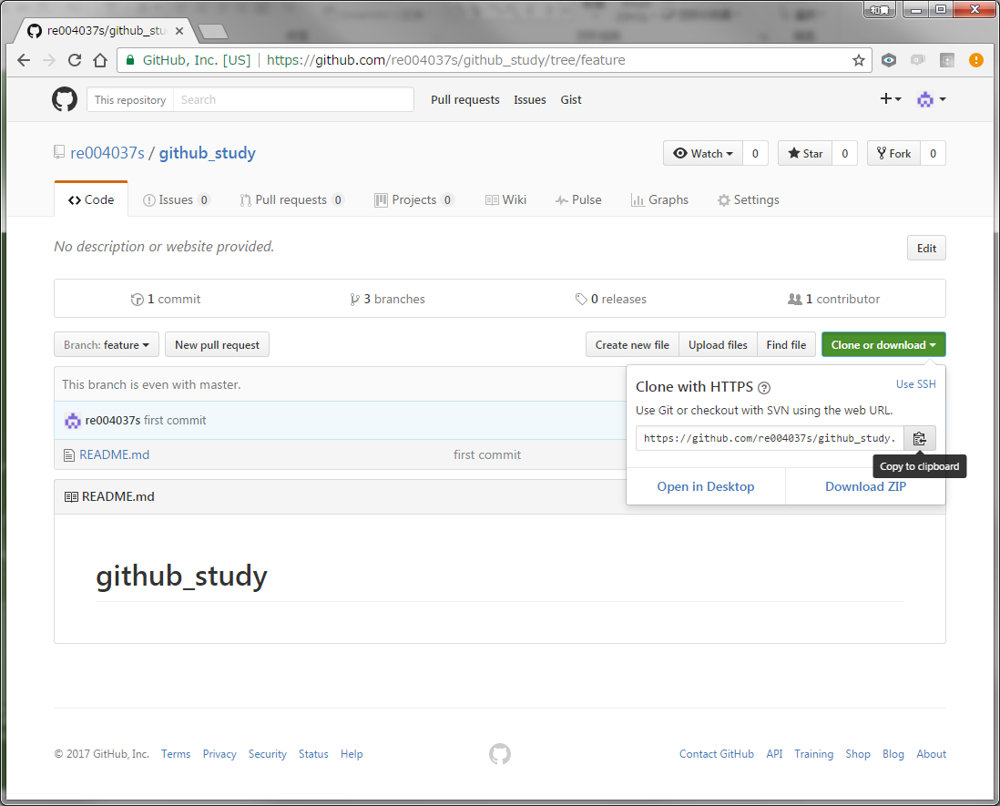 和真
re004037s/github_stu
GitHub, Inc. [US] https://github.com/re004037s/github_study/tree/feature
This repository Search Pull requests Issues Gist
re004037s / github_study Watch 0 Star 0 Fork 0
Code Issues 0 Pull requests 0 Projects 0 Wiki Pulse Graphs Settings
No description or website provided. Edit
1 commit 3 branches 0 releases 1 contributor
Branch: feature New pull request Create new file Upload files Find file Clone or download
This branch is even with master.
Clone with HTTPS ? Use SSH
Use Git or checkout with SVN using the web URL.
re004037s first commit
https://github.com/re004037s/github_study.
README.md first commit
Copy to clipboard
Open in Desktop Download ZIP
README.md
github_study
© 2017 GitHub, Inc. Terms Privacy Security Status Help Contact GitHub API Training Shop Blog About